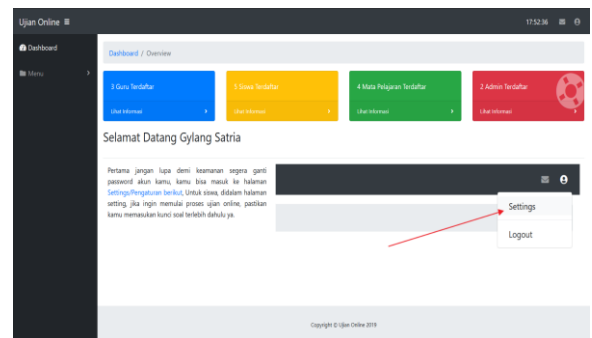 Ujian Online
17:52:36
Dashboard
Menu
Dashboard / Overview
3 Guru Terdaftar
5 Siswa Terdaftar
4 Mata Pelajaran Terdaftar
2 Admin Terdaftar
Lihat Informasi
Lihat Informasi
Lihat Informasi
Lihat Informasi
Selamat Datang Gylang Satria
Pertama jangan lupa demi keamanan segera ganti
password akun kamu, kamu bisa masuk ke halaman
Settings/Pengaturan berikut, Untuk siswa, didalam halaman
setting, jika ingin memulai proses ujian online, pastikan
kamu memasukan kunci soal terlebih dahulu ya.
Settings
Logout
Copyright © Ujian Online 2019